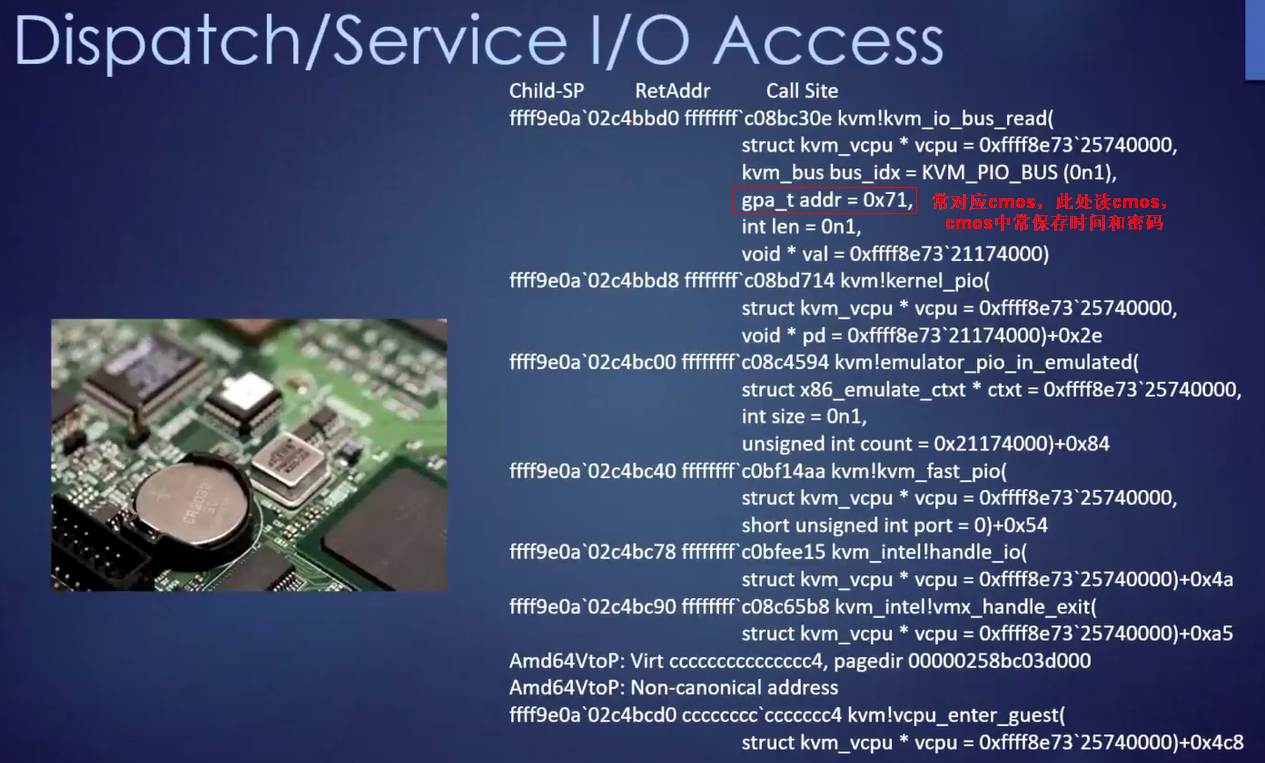 Dispatch/Service I/O Access
Child-SP RetAddr Call Site
ffff9e0a`02c4bbd0 ffffffff`c08bc30e kvm!kvm_io_bus_read(
struct kvm_vcpu * vcpu = 0xffff8e73`25740000,
kvm_bus bus_idx = KVM_PIO_BUS (0n1),
gpa_t addr = 0x71, 常对应cmos，此处读cmos，
cmos中常保存时间和密码
int len = 0n1,
void * val = 0xffff8e73`21174000)
ffff9e0a`02c4bbd8 ffffffff`c08bd714 kvm!kernel_pio(
struct kvm_vcpu * vcpu = 0xffff8e73`25740000,
void * pd = 0xffff8e73`21174000)+0x2e
ffff9e0a`02c4bc00 ffffffff`c08c4594 kvm!emulator_pio_in_emulated(
struct x86_emulate_ctxt * ctxt = 0xffff8e73`25740000,
int size = 0n1,
unsigned int count = 0x21174000)+0x84
ffff9e0a`02c4bc40 ffffffff`c0bf14aa kvm!kvm_fast_pio(
struct kvm_vcpu * vcpu = 0xffff8e73`25740000,
short unsigned int port = 0)+0x54
ffff9e0a`02c4bc78 ffffffff`c0bfee15 kvm_intel!handle_io(
struct kvm_vcpu * vcpu = 0xffff8e73`25740000)+0x4a
ffff9e0a`02c4bc90 ffffffff`c08c65b8 kvm_intel!vmx_handle_exit(
struct kvm_vcpu * vcpu = 0xffff8e73`25740000)+0xa5
Amd64VtoP: Virt ccccccccccccccc4, pagedir 00000258bc03d000
Amd64VtoP: Non-canonical address
ffff9e0a`02c4bcd0 cccccccc`ccccccc4 kvm!vcpu_enter_guest(
struct kvm_vcpu * vcpu = 0xffff8e73`25740000)+0x4c8
CR2032